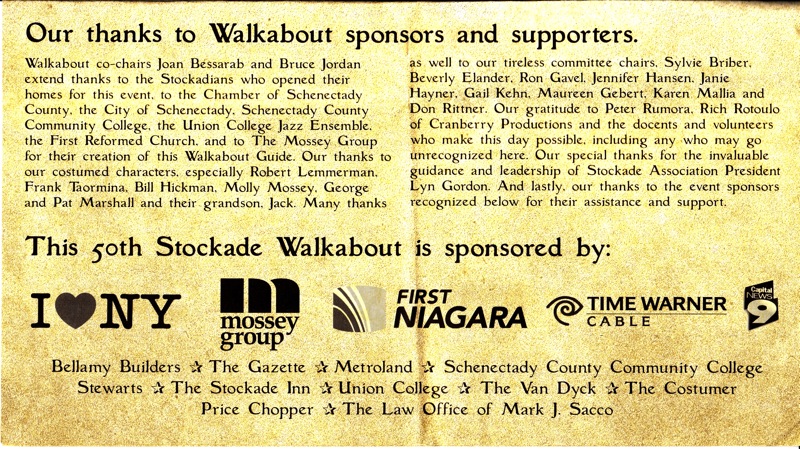 Our thanks to Walkabout sponsors and supporters.
Walkabout co-chairs Joan Bessarab and Bruce Jordan
extend thanks to the Stockadians who opened their
homes for this event, to the Chamber of Schenectady
County, the City of Schenectady, Schenectady County
Community College, the Union College Jazz Ensemble,
the First Reformed Church, and to The Mossey Group
for their creation of this Walkabout Guide. Our thanks to
our costumed characters, especially Robert Lemmerman,
Frank Taormina, Bill Hickman, Molly Mossey, George
and Pat Marshall and their grandson, Jack. Many thanks
as well to our tireless committee chairs, Sylvie Briber,
Beverly Elander, Ron Gavel, Jennifer Hansen, Janie
Hayner, Gail Kehn, Maureen Gebert, Karen Mallia and
Don Rittner. Our gratitude to Peter Rumora, Rich Rotoulo
of Cranberry Productions and the docents and volunteers
who make this day possible, including any who may go
unrecognized here. Our special thanks for the invaluable
guidance and leadership of Stockade Association President
Lyn Gordon. And lastly, our thanks to the event sponsors
recognized below for their assistance and support.
This 50th Stockade Walkabout is sponsored by:
I ♥ NY
m
mossey
group
FIRST
NIAGARA
TIME WARNER
CABLE
Capital
NEWS
9
Bellamy Builders ✰ The Gazette ✰ Metroland ✰ Schenectady County Community College
Stewarts ✰ The Stockade Inn ✰ Union College ✰ The Van Dyck ✰ The Costumer
Price Chopper ✰ The Law Office of Mark J. Sacco